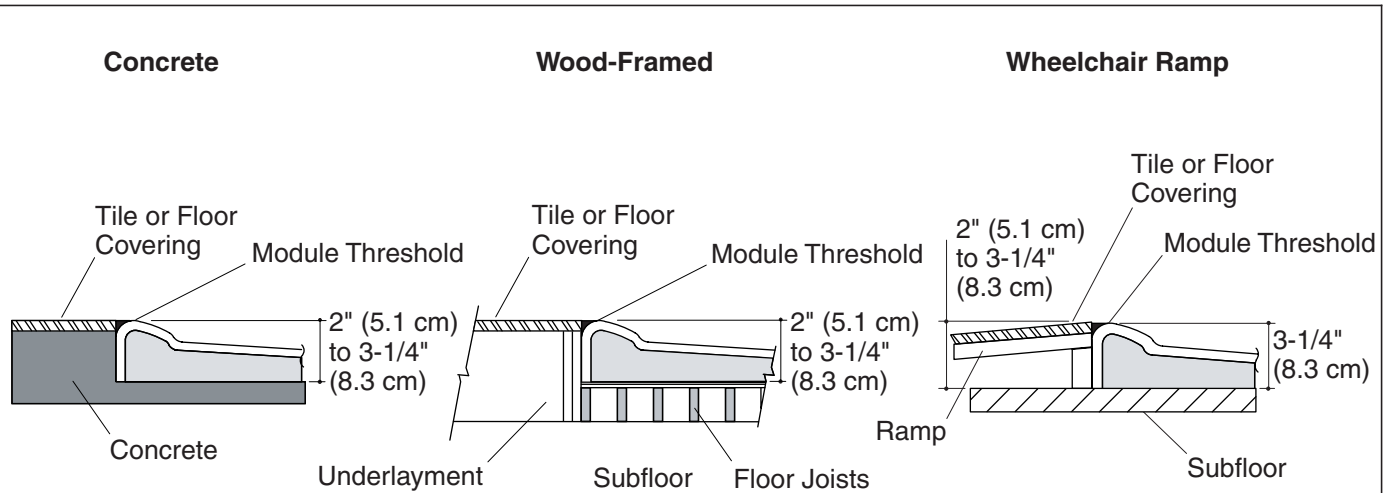 Concrete
Tile or Floor
Covering
Module Threshold
2" (5.1 cm)
to 3-1/4"
(8.3 cm)
Concrete
Wood-Framed
Tile or Floor
Covering
Module Threshold
2" (5.1 cm)
to 3-1/4"
(8.3 cm)
Underlayment
Subfloor
Floor Joists
Wheelchair Ramp
Tile or Floor
Covering
2" (5.1 cm)
to 3-1/4"
(8.3 cm)
Module Threshold
3-1/4"
(8.3 cm)
Ramp
Subfloor